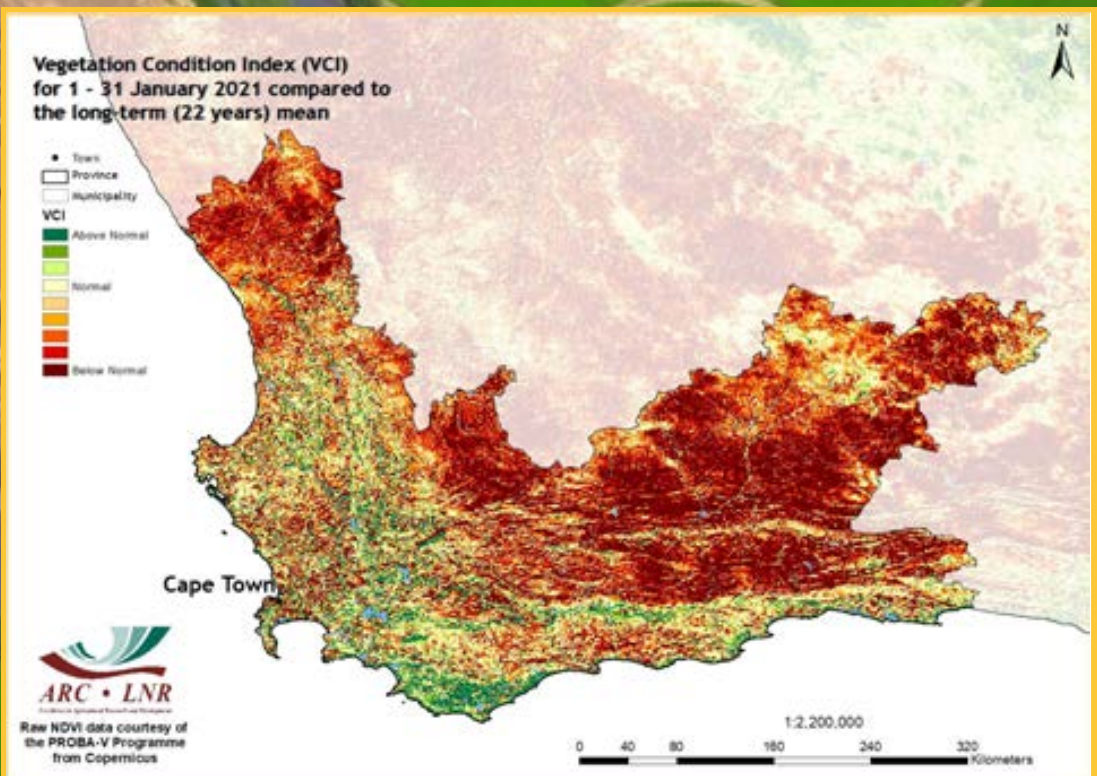 Vegetation Condition Index (VCI)
for 1 - 31 January 2021 compared to
the long-term (22 years) mean
N
Town
Province
Municipality
VCI
Above Normal
Normal
Below Normal
Cape Town
ARC • LNR
Raw NDVI data courtesy of
the PROBA-V Programme
from Copernicus
1:2,200,000
0 40 80 160 240 320
Kilometers